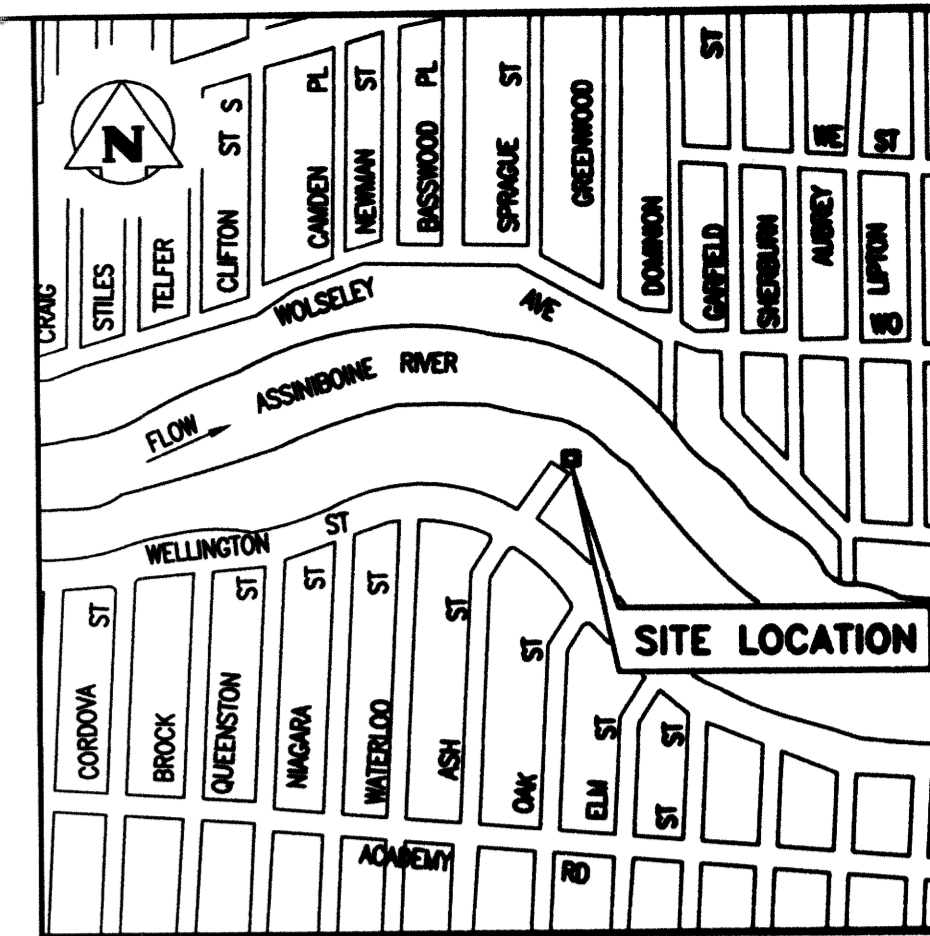 N
CRAIG
STILES
TELFER
CLIFTON ST S
CAMDEN PL
NEWMAN ST
BASSWOOD PL
SPRAGUE ST
GREENWOOD
DOMINION
GARFIELD ST
SHERBURN
AUBREY
LIPTON
WE ST
WO
WOLSELEY AVE
ASSINIBOINE RIVER
FLOW
WELLINGTON ST
SITE LOCATION
CORDOVA ST
BROCK
QUEENSTON ST
NIAGARA ST
WATERLOO ST
ASH ST
OAK ST
ELM ST
ST ST
ACADEMY RD